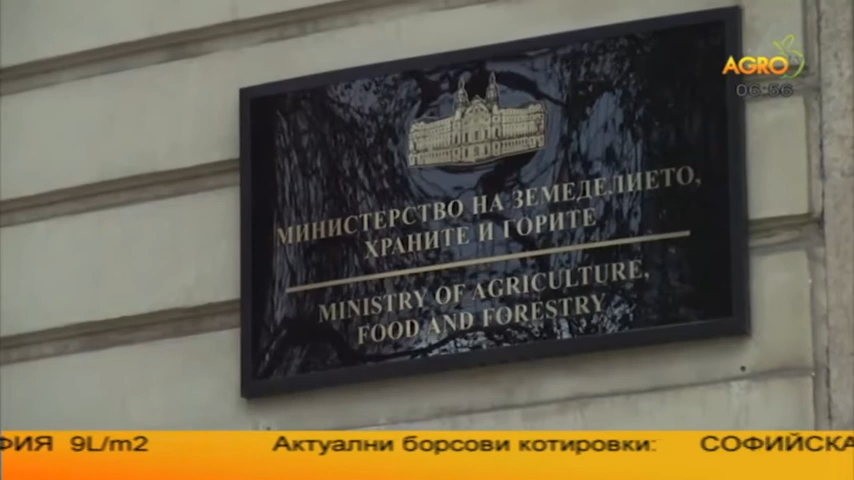 AGRO
06:56
МИНИСТЕРСТВО НА ЗЕМЕДЕЛИЕТО,
ХРАНИТЕ И ГОРИТЕ
MINISTRY OF AGRICULTURE,
FOOD AND FORESTRY
ФИЯ 9L/m2 Актуални борсови котировки: СОФИЙСКА